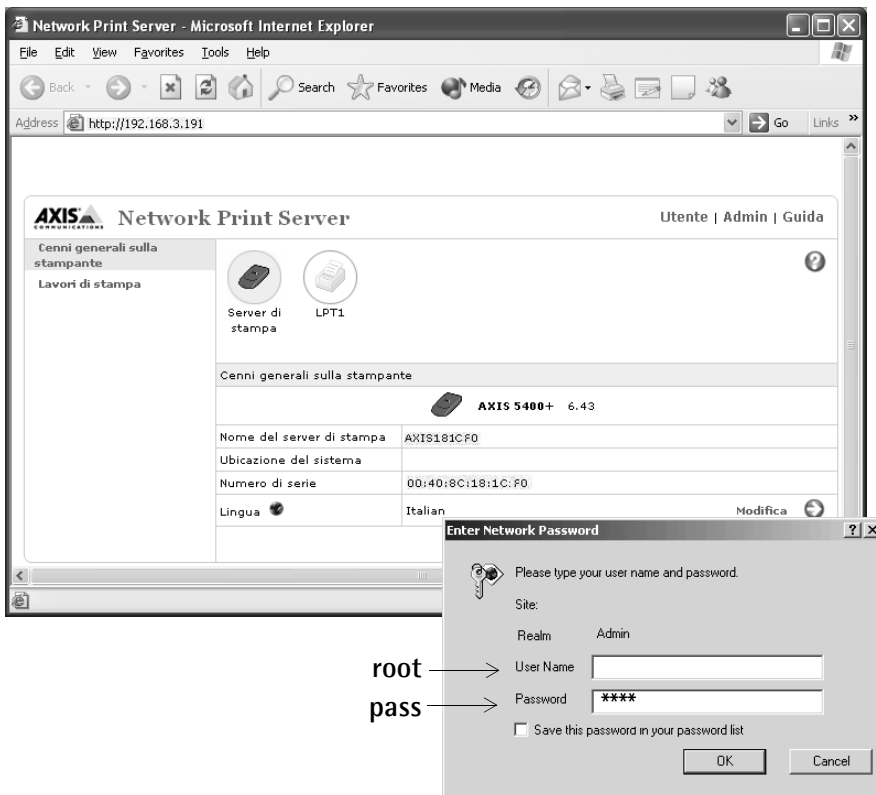 Network Print Server - Microsoft Internet Explorer
File Edit View Favorites Tools Help
Back Search Favorites Media
Address http://192.168.3.191 Go Links »
AXIS COMMUNICATIONS Network Print Server Utente | Admin | Guida
Cenni generali sulla
stampante
Lavori di stampa
Server di
stampa
LPT1
Cenni generali sulla stampante
AXIS 5400+ 6.43
Nome del server di stampa AXIS181CF0
Ubicazione del sistema
Numero di serie 00:40:8C:18:1C:F0
Lingua Italian Modifica
Enter Network Password
Please type your user name and password.
Site:
Realm Admin
root User Name
pass Password ****
Save this password in your password list
OK Cancel